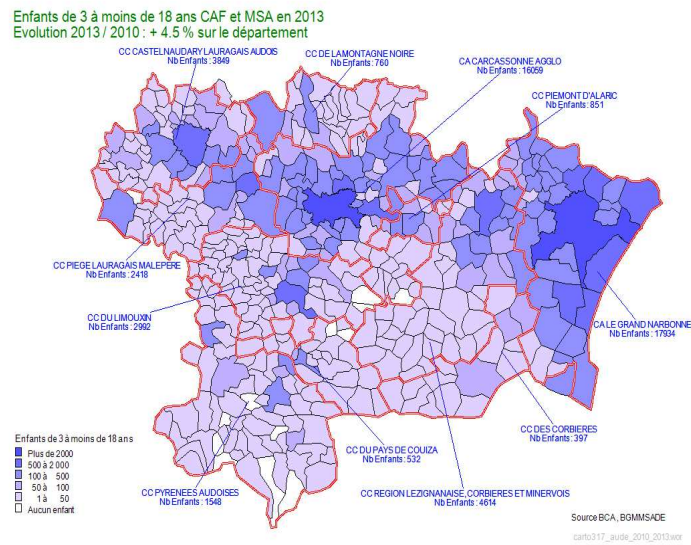 Enfants de 3 à moins de 18 ans CAF et MSA en 2013
Evolution 2013 / 2010 : + 4.5 % sur le département
CC CASTELNAUDARY LAURAGAIS AUDOIS
Nb Enfants : 3849
CC DE LA MONTAGNE NOIRE
Nb Enfants : 760
CA CARCASSONNE AGGLO
Nb Enfants : 16059
CC PIEMONT D'ALARIC
Nb Enfants : 851
CC PIEGE LAURAGAIS MALEPERE
Nb Enfants : 2418
CC DU LIMOUXIN
Nb Enfants : 2992
CA LE GRAND NARBONNE
Nb Enfants : 17934
CC DES CORBIERES
Nb Enfants : 397
CC DU PAYS DE COUIZA
Nb Enfants : 532
CC PYRENEES AUDOISES
Nb Enfants : 1548
CC REGION LEZIGNANAISE, CORBIERES ET MINERVOIS
Nb Enfants : 4614
Enfants de 3 à moins de 18 ans
Plus de 2000
500 à 2 000
100 à 500
50 à 100
1 à 50
Aucun enfant
Source BCA, BGMMSADE
carto317_aude_2010_2013.wor